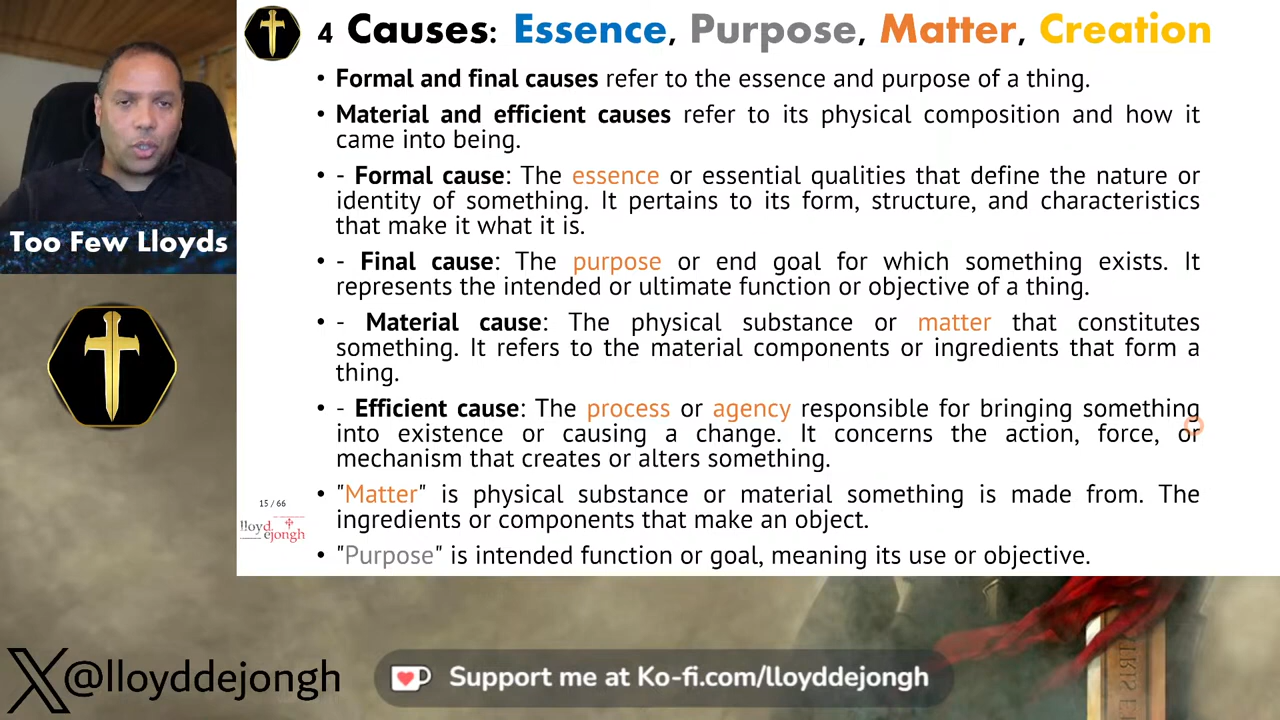 4 Causes: Essence, Purpose, Matter, Creation
• Formal and final causes refer to the essence and purpose of a thing.
• Material and efficient causes refer to its physical composition and how it
came into being.
• - Formal cause: The essence or essential qualities that define the nature or
identity of something. It pertains to its form, structure, and characteristics
that make it what it is.
• - Final cause: The purpose or end goal for which something exists. It
represents the intended or ultimate function or objective of a thing.
• - Material cause: The physical substance or matter that constitutes
something. It refers to the material components or ingredients that form a
thing.
• - Efficient cause: The process or agency responsible for bringing something
into existence or causing a change. It concerns the action, force, or
mechanism that creates or alters something.
• "Matter" is physical substance or material something is made from. The
ingredients or components that make an object.
• "Purpose" is intended function or goal, meaning its use or objective.
Too Few Lloyds
15 / 66
lloyd
ejongh
X@lloyddejongh
Support me at Ko-fi.com/lloyddejongh